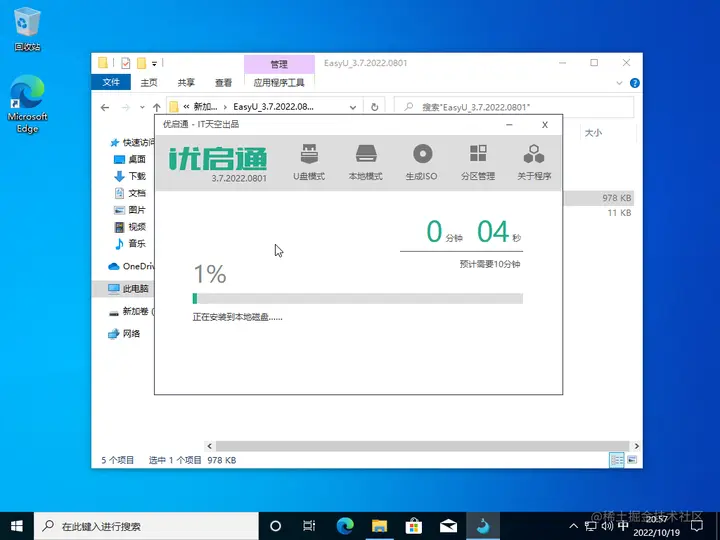 回收站
Microsoft
Edge
管理
EasyU_3.7.2022.0801
文件
主页
共享
查看
应用程序工具
« 新加... › EasyU_3.7.2022.08...
搜索"EasyU_3.7.2022.0801"
大小
快速访问
桌面
下载
文档
图片
视频
音乐
OneDriv
此电脑
新加卷 (
网络
978 KB
11 KB
优启通 - IT天空出品
优启通
3.7.2022.0801
U盘模式
本地模式
生成ISO
分区管理
关于程序
0 分钟 04 秒
预计需要10分钟
1%
正在安装到本地磁盘......
5 个项目
选中 1 个项目 978 KB
在此键入进行搜索
中
20:57
2022/10/19
@稀土掘金技术社区